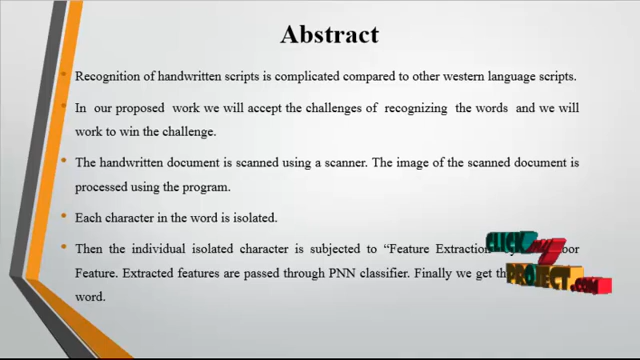 Abstract
Recognition of handwritten scripts is complicated compared to other western language scripts.
In our proposed work we will accept the challenges of recognizing the words and we will
work to win the challenge.
The handwritten document is scanned using a scanner. The image of the scanned document is
processed using the program.
Each character in the word is isolated.
Then the individual isolated character is subjected to “Feature Extraction
Feature. Extracted features are passed through PNN classifier. Finally we get
word.
CLICK my
PROJECT.COM